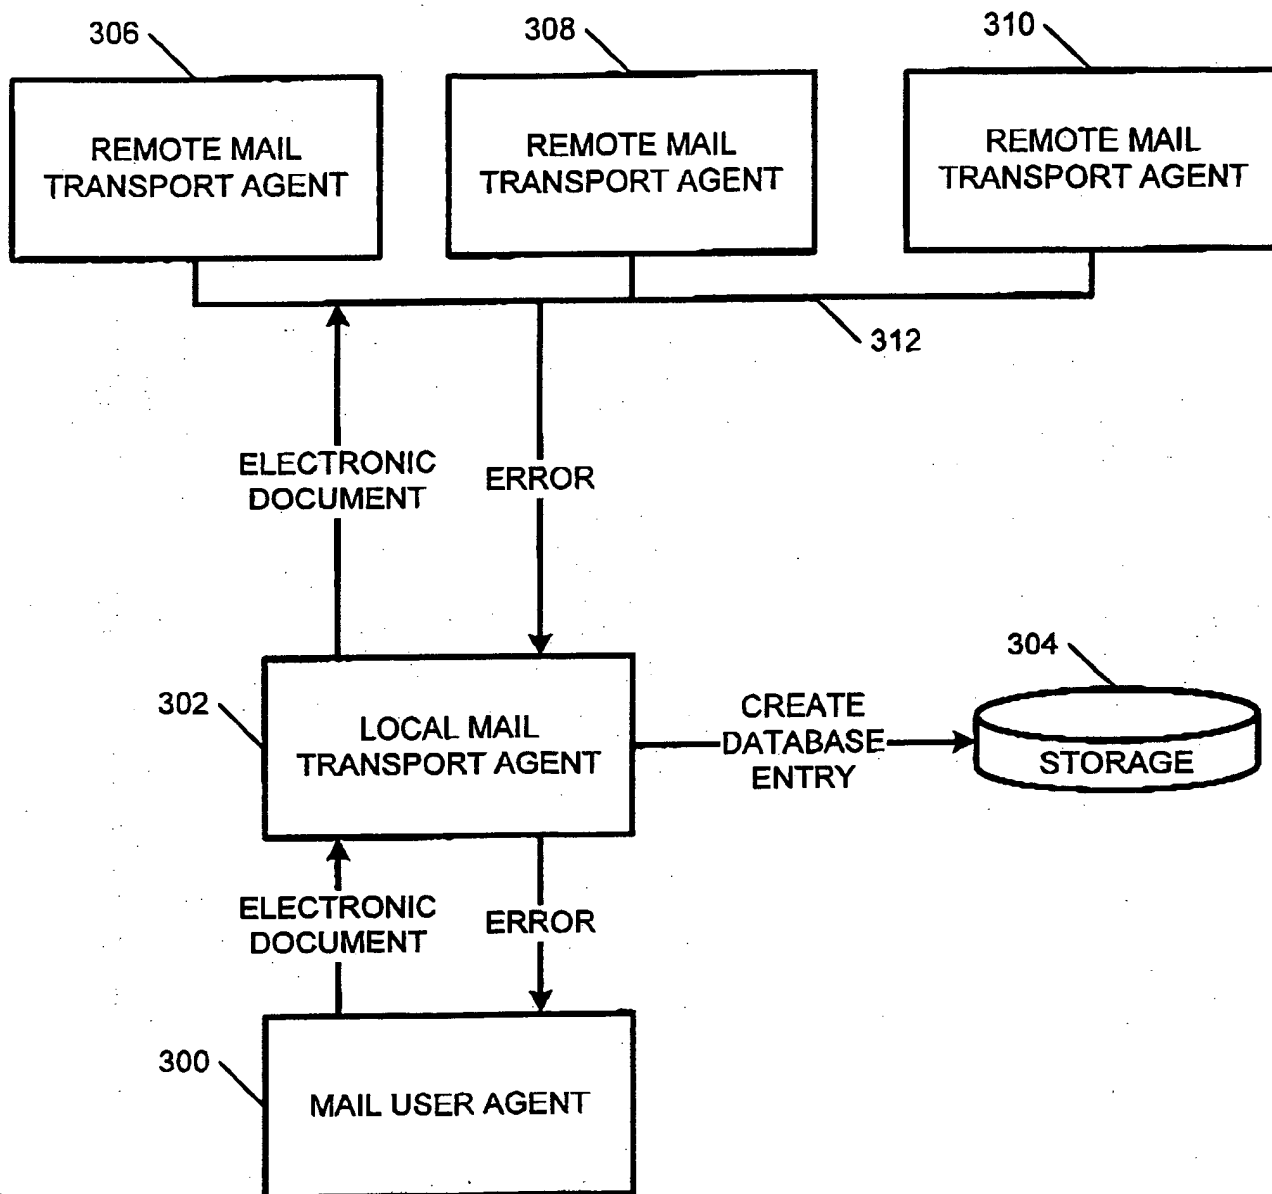 306
308
310
REMOTE MAIL
TRANSPORT AGENT
REMOTE MAIL
TRANSPORT AGENT
REMOTE MAIL
TRANSPORT AGENT
312
ELECTRONIC
DOCUMENT
ERROR
304
302
LOCAL MAIL
TRANSPORT AGENT
CREATE
DATABASE
ENTRY
STORAGE
ELECTRONIC
DOCUMENT
ERROR
300
MAIL USER AGENT